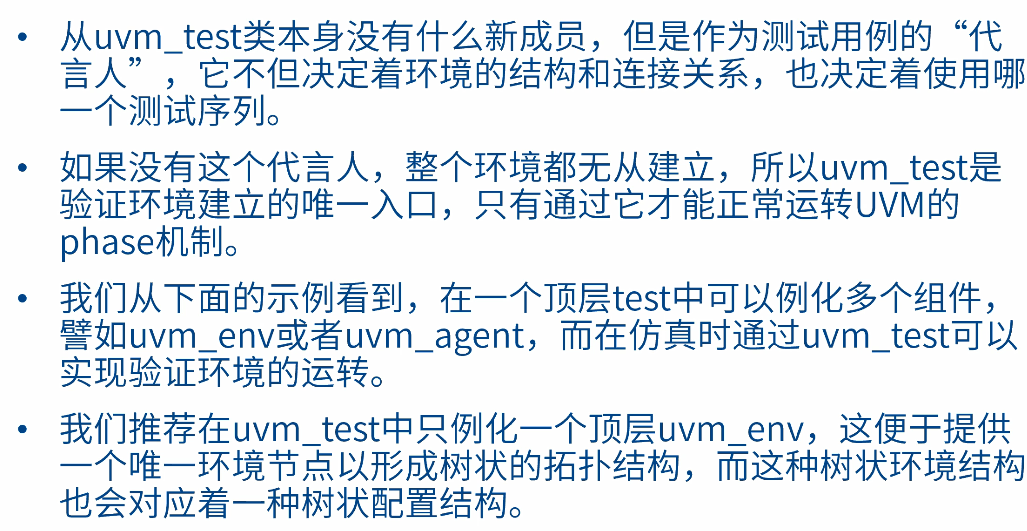 • 从uvm_test类本身没有什么新成员，但是作为测试用例的“代
言人”，它不但决定着环境的结构和连接关系，也决定着使用哪
一个测试序列。
• 如果没有这个代言人，整个环境都无从建立，所以uvm_test是
验证环境建立的唯一入口，只有通过它才能正常运转UVM的
phase机制。
• 我们从下面的示例看到，在一个顶层test中可以例化多个组件，
譬如uvm_env或者uvm_agent，而在仿真时通过uvm_test可以
实现验证环境的运转。
• 我们推荐在uvm_test中只例化一个顶层uvm_env，这便于提供
一个唯一环境节点以形成树状的拓扑结构，而这种树状环境结构
也会对应着一种树状配置结构。